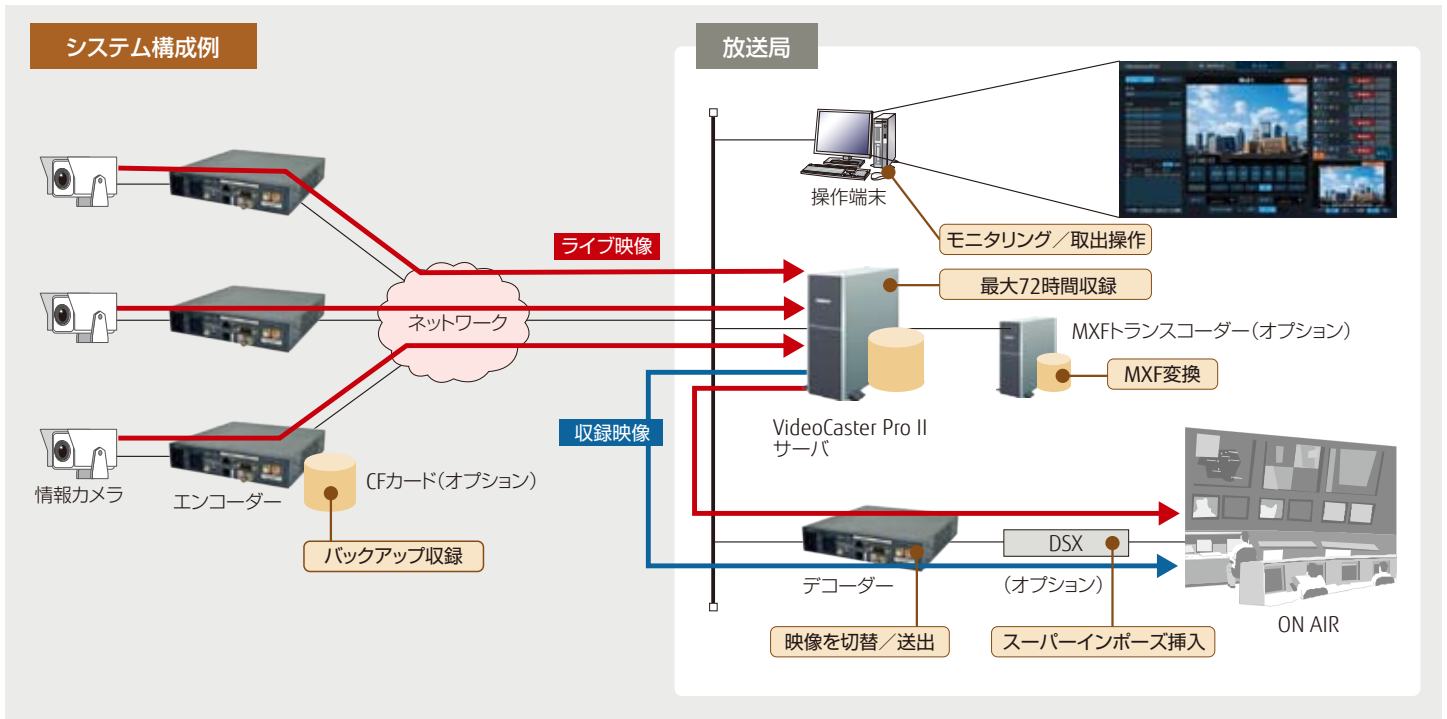 システム構成例
放送局
操作端末
モニタリング／取出操作
ライブ映像
最大72時間収録
ネットワーク
MXFトランスコーダー（オプション）
MXF変換
収録映像
VideoCaster Pro II
サーバ
情報カメラ
エンコーダー
CFカード（オプション）
バックアップ収録
DSX
デコーダー
（オプション）
映像を切替／送出
スーパーインポーズ挿入
ON AIR